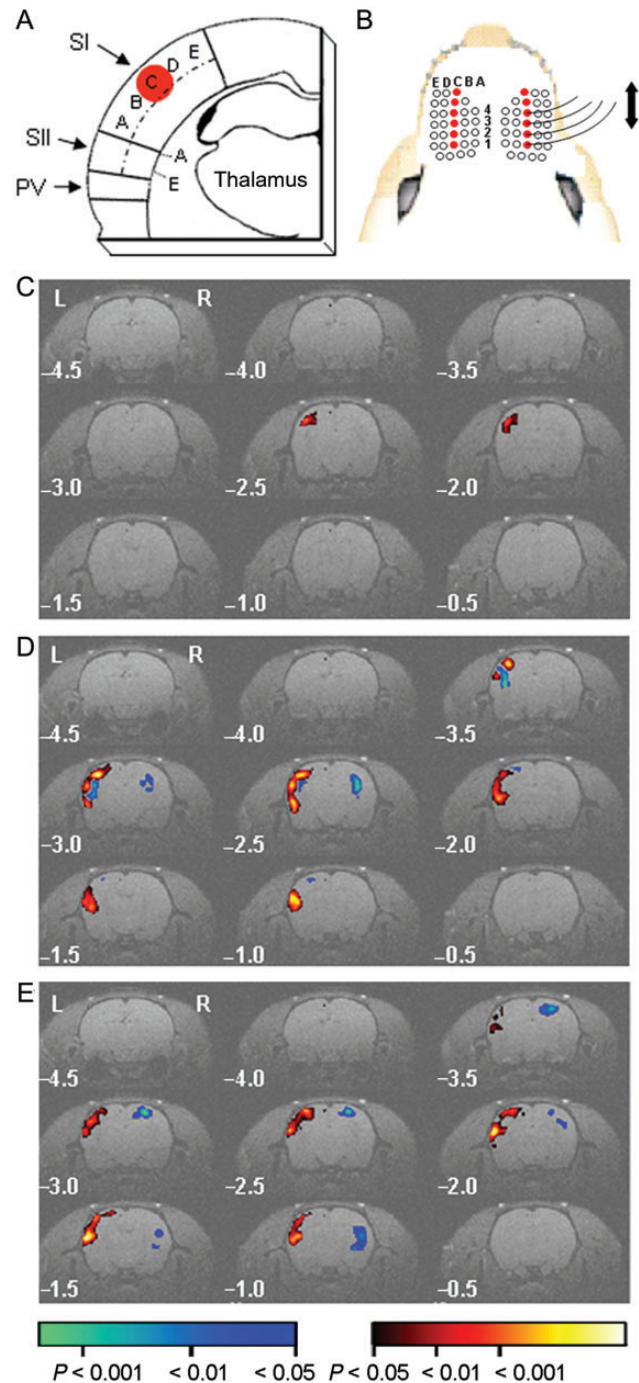 A
SI
SII
PV
A
B
C
D
E
A
E
Thalamus
B
E D C B A
4
3
2
1
C
L R
–4.5 –4.0 –3.5
–3.0 –2.5 –2.0
–1.5 –1.0 –0.5
D
L R
–4.5 –4.0 –3.5
–3.0 –2.5 –2.0
–1.5 –1.0 –0.5
E
L R
–4.5 –4.0 –3.5
–3.0 –2.5 –2.0
–1.5 –1.0 –0.5
P < 0.001 < 0.01 < 0.05 P < 0.05 < 0.01 < 0.001